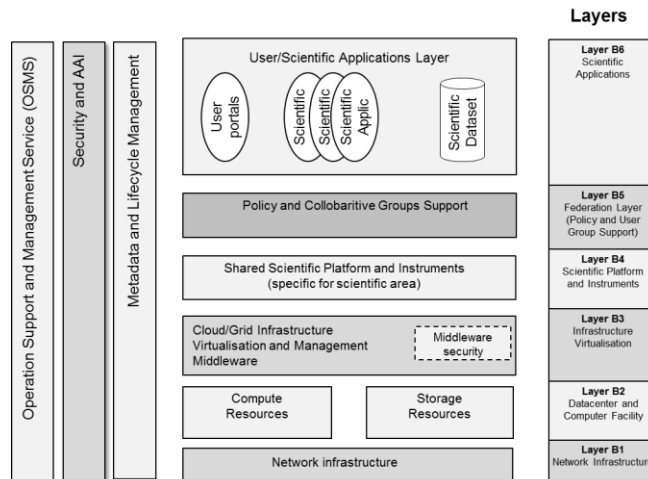 Layers
Operation Support and Management Service (OSMS)
Security and AAI
Metadata and Lifecycle Management
User/Scientific Applications Layer
User
portals
Scientific
Scientific
Scientific
Applic
Scientific
Dataset
Policy and Collobaritive Groups Support
Shared Scientific Platform and Instruments
(specific for scientific area)
Cloud/Grid Infrastructure
Virtualisation and Management
Middleware
Middleware
security
Compute
Resources
Storage
Resources
Network infrastructure
Layer B6
Scientific
Applications
Layer B5
Federation Layer
(Policy and User
Group Support)
Layer B4
Scientific Platform
and Instruments
Layer B3
Infrastructure
Virtualisation
Layer B2
Datacenter and
Computer Facility
Layer B1
Network Infrastructure